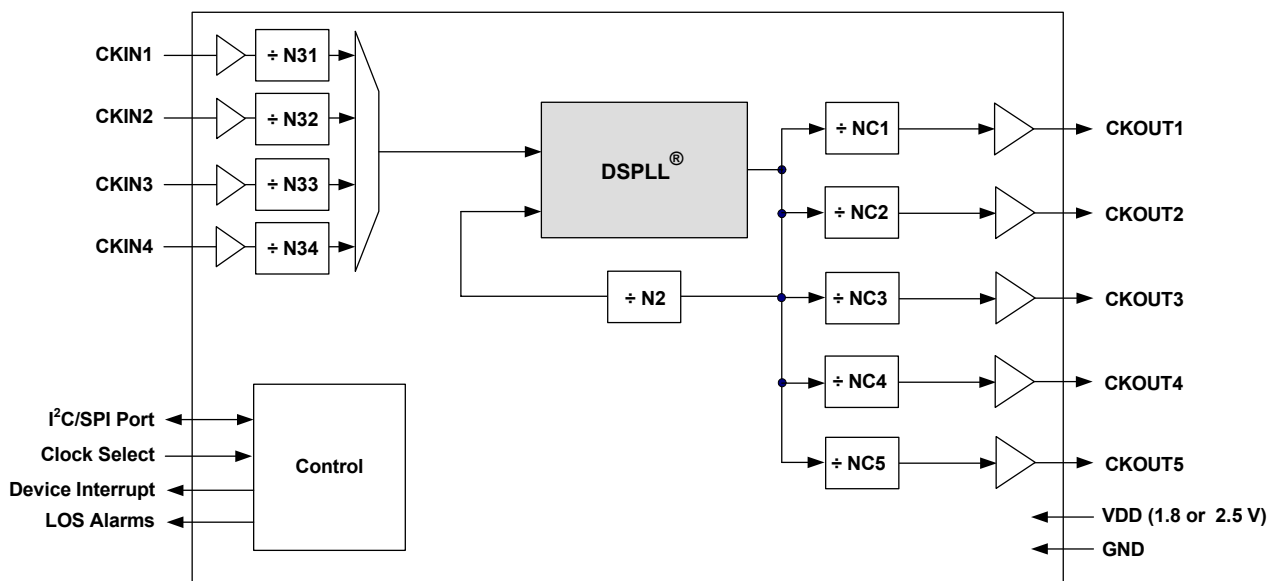 CKIN1
÷ N31
CKIN2
÷ N32
CKIN3
÷ N33
CKIN4
÷ N34
DSPLL®
÷ N2
÷ NC1
CKOUT1
÷ NC2
CKOUT2
÷ NC3
CKOUT3
÷ NC4
CKOUT4
÷ NC5
CKOUT5
I²C/SPI Port
Clock Select
Device Interrupt
LOS Alarms
Control
VDD (1.8 or 2.5 V)
GND